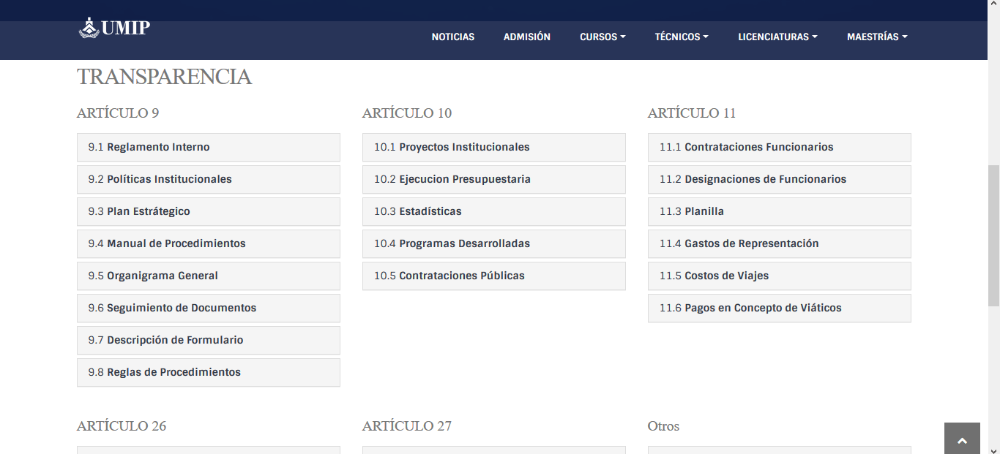 UMIP
NOTICIAS ADMISIÓN CURSOS TÉCNICOS LICENCIATURAS MAESTRÍAS
TRANSPARENCIA
ARTÍCULO 9
9.1 Reglamento Interno
9.2 Políticas Institucionales
9.3 Plan Estrátegico
9.4 Manual de Procedimientos
9.5 Organigrama General
9.6 Seguimiento de Documentos
9.7 Descripción de Formulario
9.8 Reglas de Procedimientos
ARTÍCULO 10
10.1 Proyectos Institucionales
10.2 Ejecucion Presupuestaria
10.3 Estadísticas
10.4 Programas Desarrolladas
10.5 Contrataciones Públicas
ARTÍCULO 11
11.1 Contrataciones Funcionarios
11.2 Designaciones de Funcionarios
11.3 Planilla
11.4 Gastos de Representación
11.5 Costos de Viajes
11.6 Pagos en Concepto de Viáticos
ARTÍCULO 26
ARTÍCULO 27
Otros